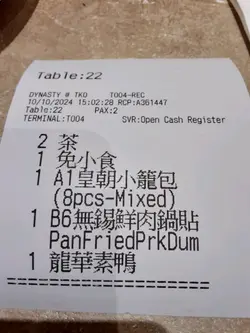 Table:22
DYNASTY # TKO T004-REC
10/10/2024 15:02:28 RCP:A361447
Table:22 PAX:2
TERMINAL:T004 SVR:Open Cash Register
2 茶
1 免小食
1 A1皇朝小籠包
(8pcs-Mixed)
1 B6無錫鮮肉鍋貼
PanFriedPrkDum
1 龍華素鴨
====================